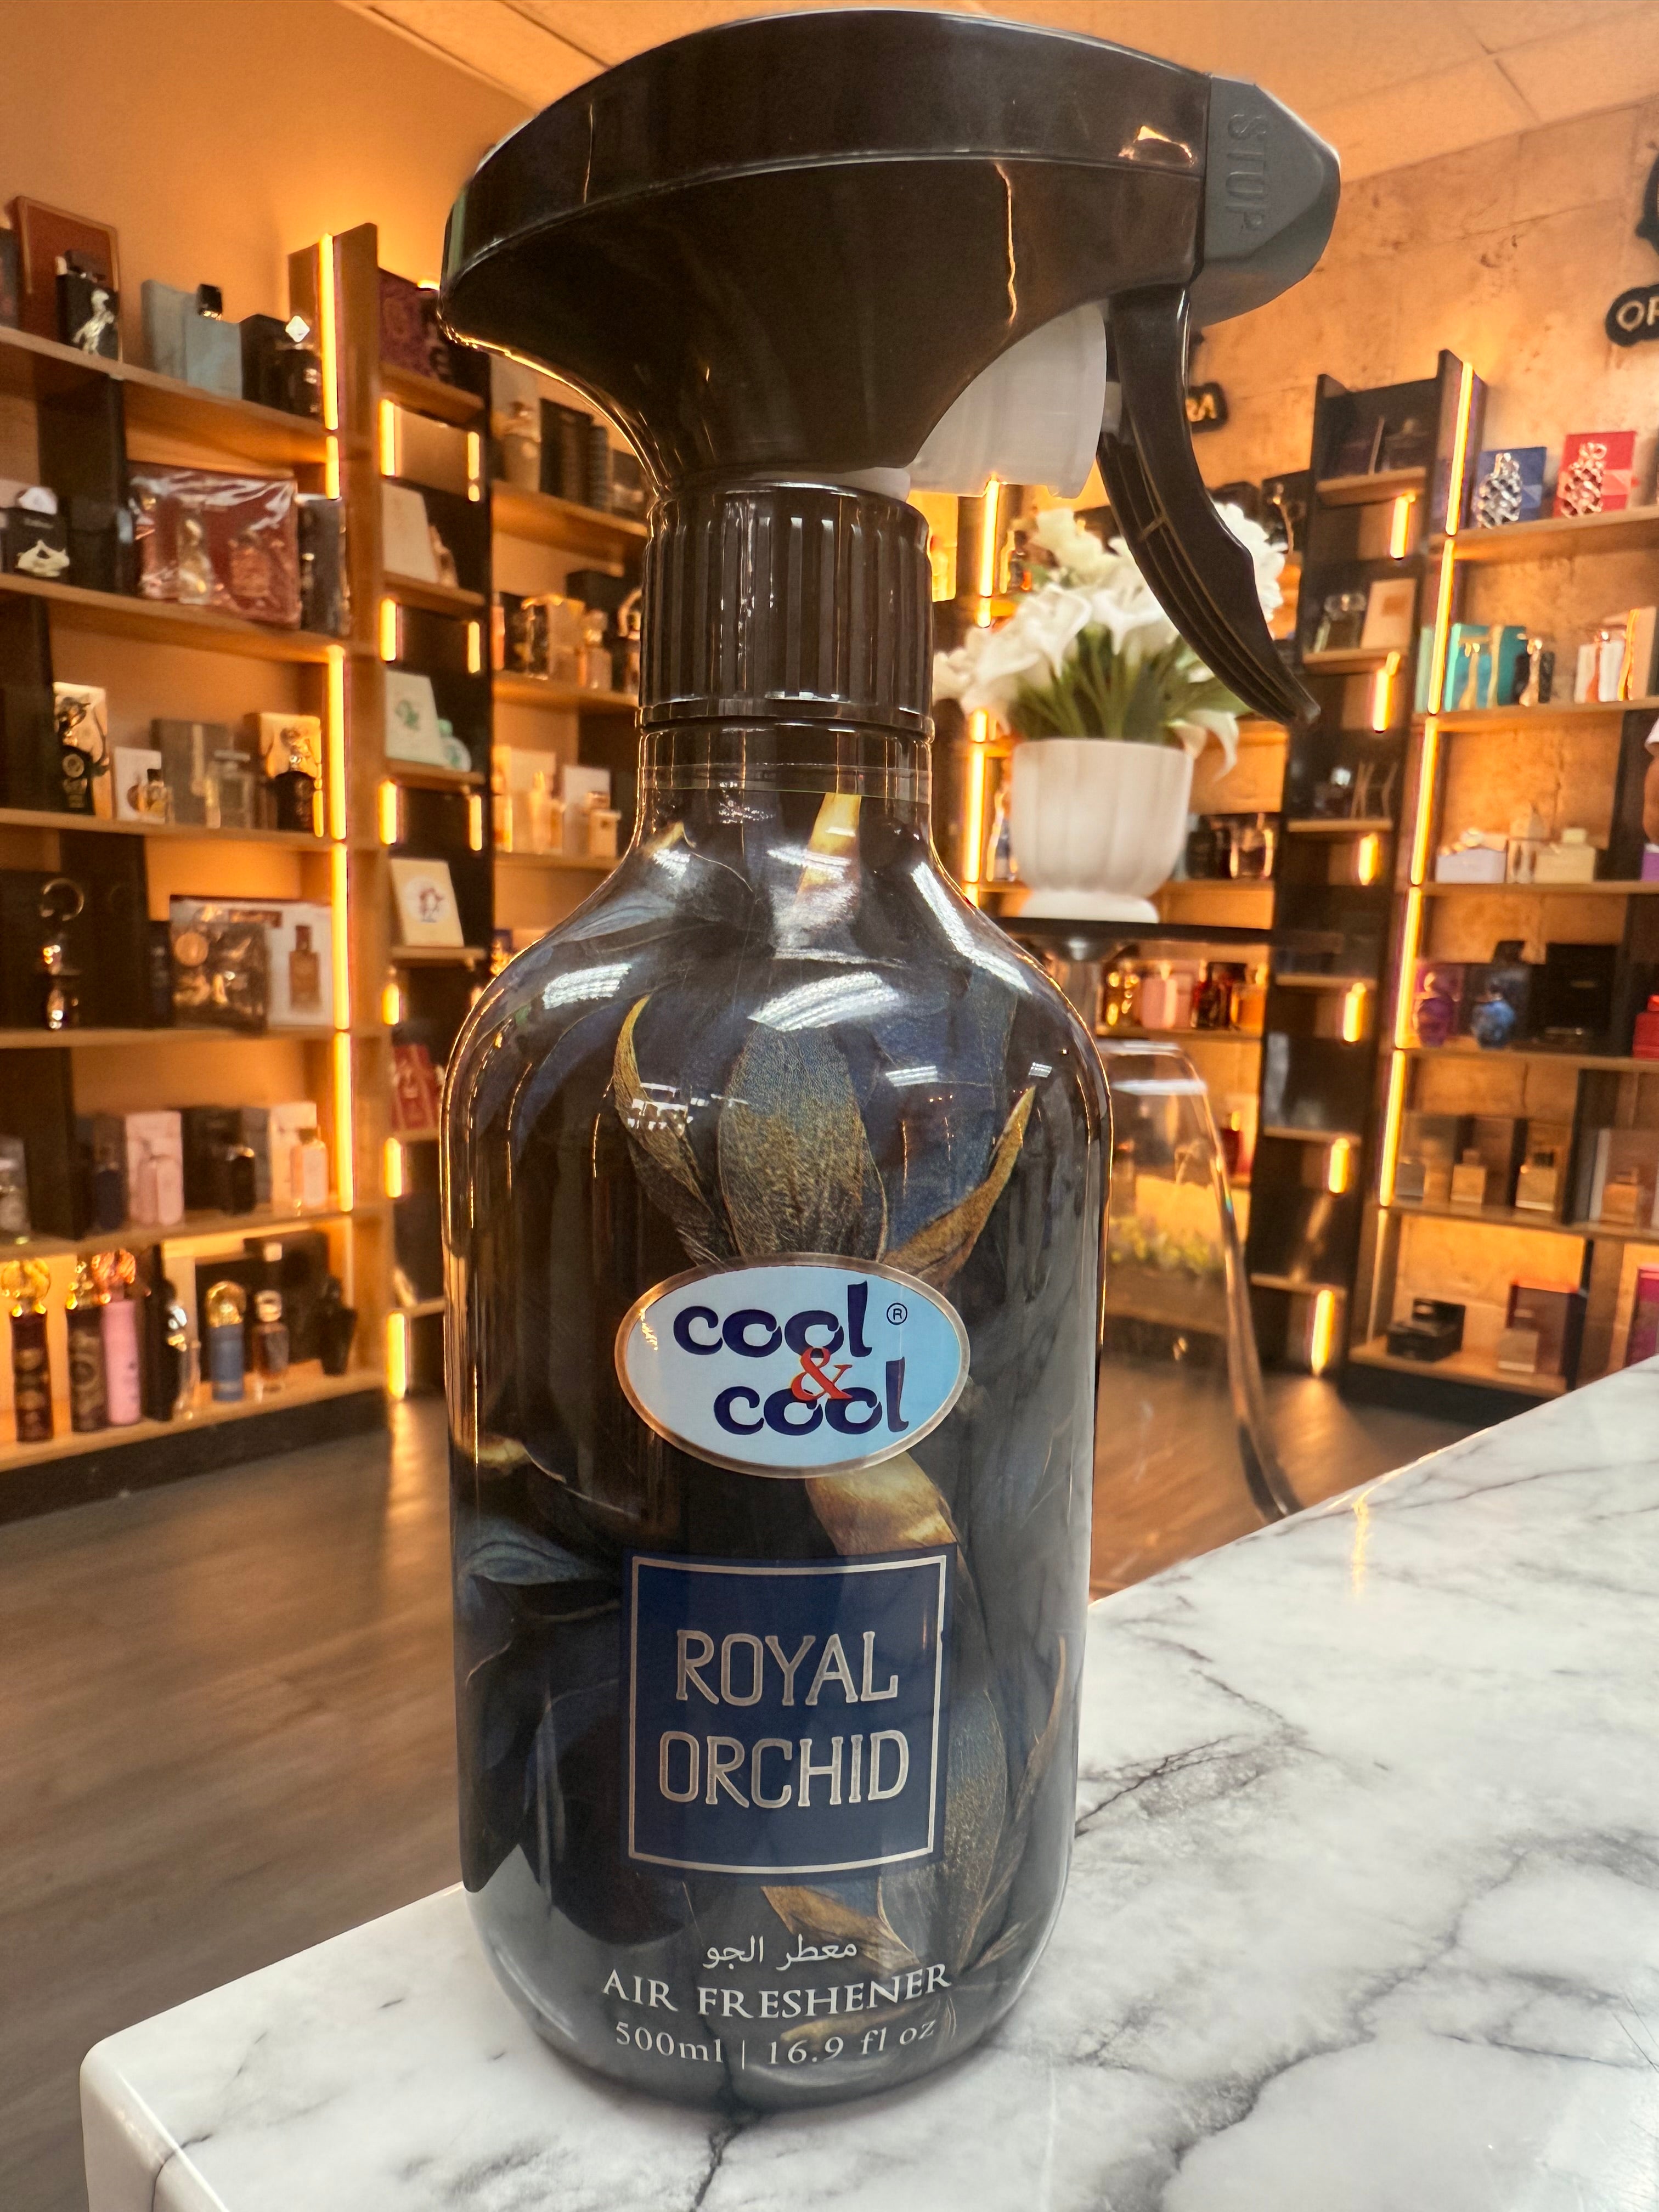 STOP
cool ®
&
cool
ROYAL
ORCHID
معطر الجو
AIR FRESHENER
500ml | 16.9 fl oz